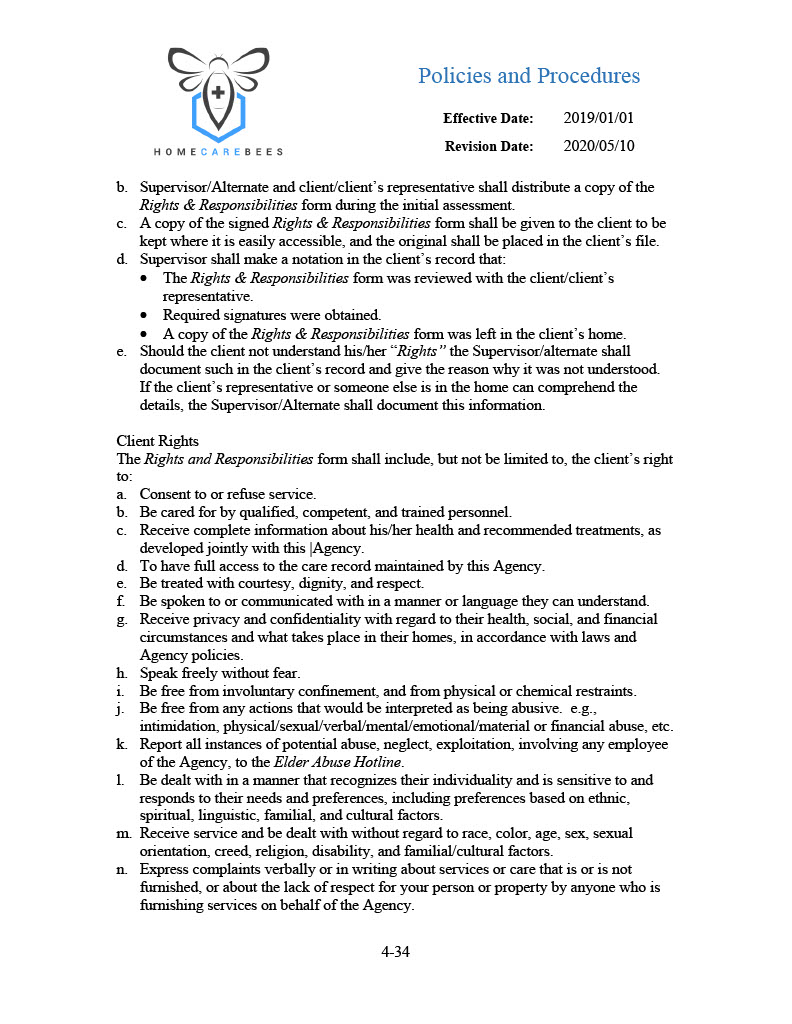 HOMECAREBEES
Policies and Procedures
Effective Date: 2019/01/01
Revision Date: 2020/05/10
b. Supervisor/Alternate and client/client’s representative shall distribute a copy of the
Rights & Responsibilities form during the initial assessment.
c. A copy of the signed Rights & Responsibilities form shall be given to the client to be
kept where it is easily accessible, and the original shall be placed in the client’s file.
d. Supervisor shall make a notation in the client’s record that:
• The Rights & Responsibilities form was reviewed with the client/client’s
representative.
• Required signatures were obtained.
• A copy of the Rights & Responsibilities form was left in the client’s home.
e. Should the client not understand his/her “Rights” the Supervisor/alternate shall
document such in the client’s record and give the reason why it was not understood.
If the client’s representative or someone else is in the home can comprehend the
details, the Supervisor/Alternate shall document this information.
Client Rights
The Rights and Responsibilities form shall include, but not be limited to, the client’s right
to:
a. Consent to or refuse service.
b. Be cared for by qualified, competent, and trained personnel.
c. Receive complete information about his/her health and recommended treatments, as
developed jointly with this |Agency.
d. To have full access to the care record maintained by this Agency.
e. Be treated with courtesy, dignity, and respect.
f. Be spoken to or communicated with in a manner or language they can understand.
g. Receive privacy and confidentiality with regard to their health, social, and financial
circumstances and what takes place in their homes, in accordance with laws and
Agency policies.
h. Speak freely without fear.
i. Be free from involuntary confinement, and from physical or chemical restraints.
j. Be free from any actions that would be interpreted as being abusive. e.g.,
intimidation, physical/sexual/verbal/mental/emotional/material or financial abuse, etc.
k. Report all instances of potential abuse, neglect, exploitation, involving any employee
of the Agency, to the Elder Abuse Hotline.
l. Be dealt with in a manner that recognizes their individuality and is sensitive to and
responds to their needs and preferences, including preferences based on ethnic,
spiritual, linguistic, familial, and cultural factors.
m. Receive service and be dealt with without regard to race, color, age, sex, sexual
orientation, creed, religion, disability, and familial/cultural factors.
n. Express complaints verbally or in writing about services or care that is or is not
furnished, or about the lack of respect for your person or property by anyone who is
furnishing services on behalf of the Agency.
4-34